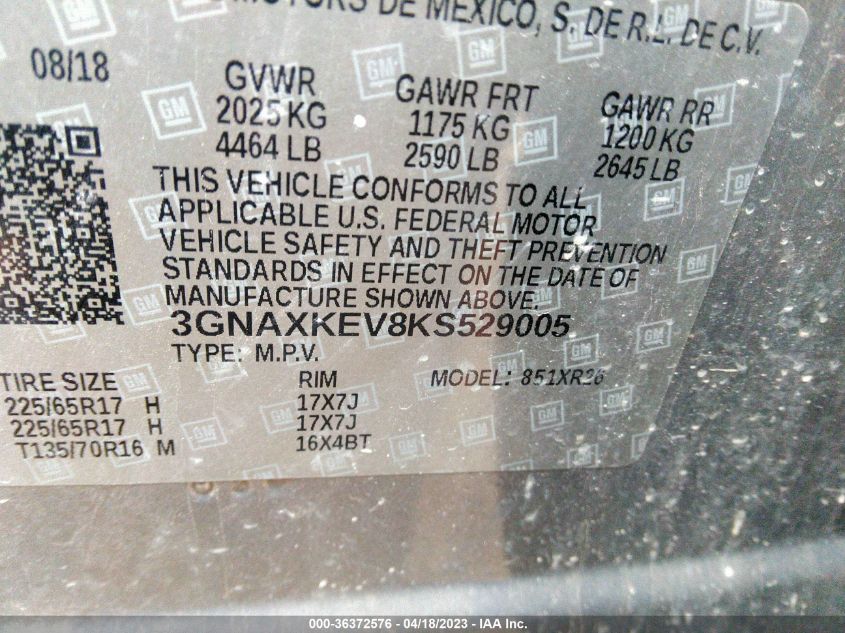 MOTORS DE MEXICO, S. DE R.L. DE C.V.
08/18
GVWR
2025 KG
4464 LB
GAWR FRT
1175 KG
2590 LB
GAWR RR
1200 KG
2645 LB
THIS VEHICLE CONFORMS TO ALL
APPLICABLE U.S. FEDERAL MOTOR
VEHICLE SAFETY AND THEFT PREVENTION
STANDARDS IN EFFECT ON THE DATE OF
MANUFACTURE SHOWN ABOVE.
3GNAXKEV8KS529005
TYPE: M.P.V.
MODEL: 851XR26
TIRE SIZE RIM
225/65R17 H 17X7J
225/65R17 H 17X7J
T135/70R16 M 16X4BT
GM
000-36372576 - 04/18/2023 - IAA Inc.